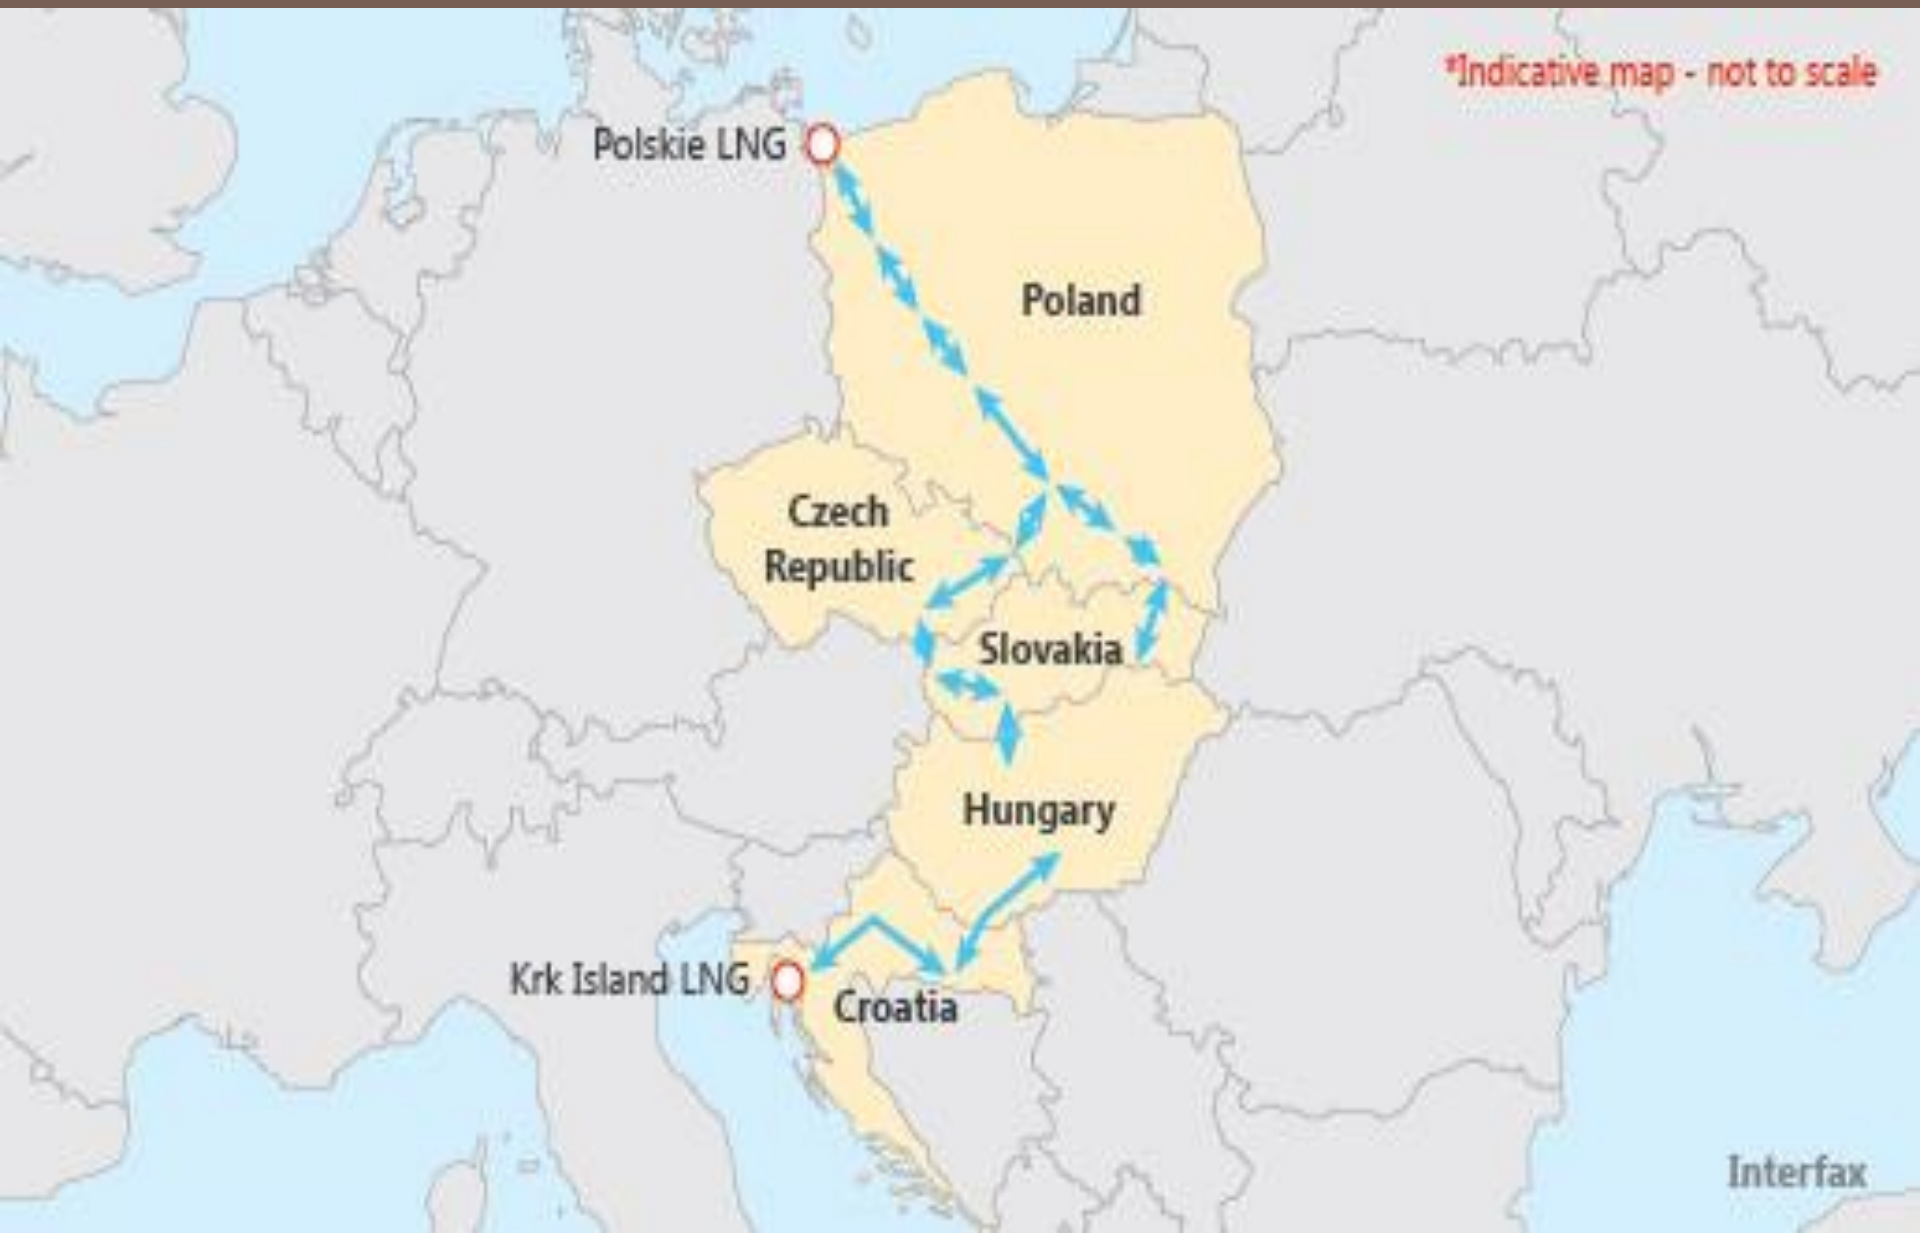 *Indicative map - not to scale
Polskie LNG
Poland
Czech
Republic
Slovakia
Hungary
Krk Island LNG
Croatia
Interfax